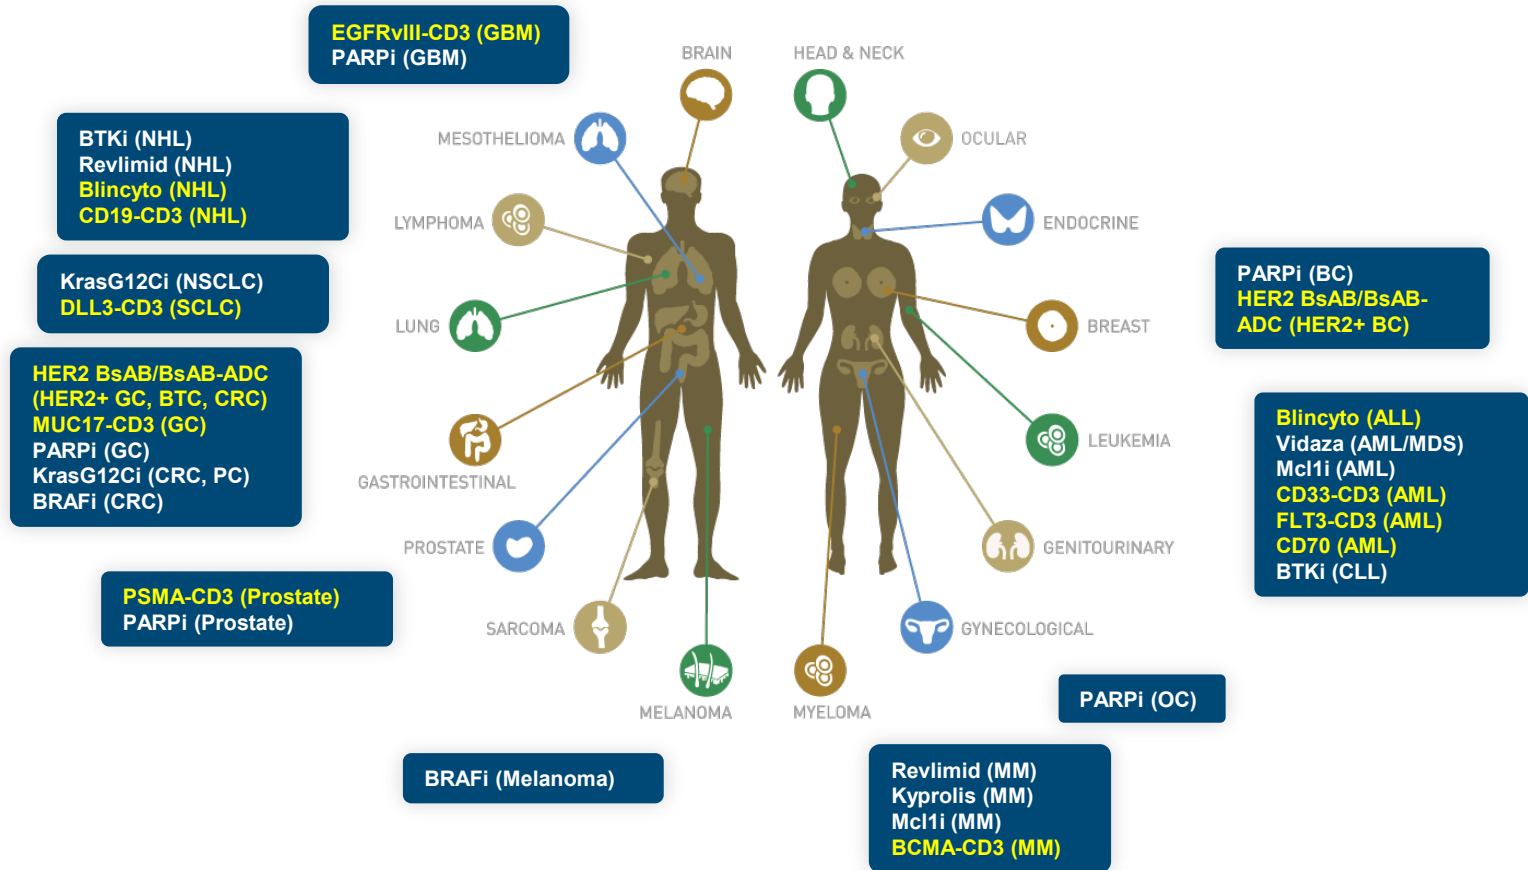 EGFRvIII-CD3 (GBM)
PARPi (GBM)
BRAIN
HEAD & NECK
BTKi (NHL)
Revlimid (NHL)
Blincyto (NHL)
CD19-CD3 (NHL)
MESOTHELIOMA
OCULAR
LYMPHOMA
ENDOCRINE
KrasG12Ci (NSCLC)
DLL3-CD3 (SCLC)
PARPi (BC)
HER2 BsAB/BsAB-
ADC (HER2+ BC)
LUNG
BREAST
HER2 BsAB/BsAB-ADC
(HER2+ GC, BTC, CRC)
MUC17-CD3 (GC)
PARPi (GC)
KrasG12Ci (CRC, PC)
BRAFi (CRC)
Blincyto (ALL)
Vidaza (AML/MDS)
Mcl1i (AML)
CD33-CD3 (AML)
FLT3-CD3 (AML)
CD70 (AML)
BTKi (CLL)
LEUKEMIA
GASTROINTESTINAL
PROSTATE
GENITOURINARY
PSMA-CD3 (Prostate)
PARPi (Prostate)
SARCOMA
GYNECOLOGICAL
MELANOMA
MYELOMA
PARPi (OC)
BRAFi (Melanoma)
Revlimid (MM)
Kyprolis (MM)
Mcl1i (MM)
BCMA-CD3 (MM)